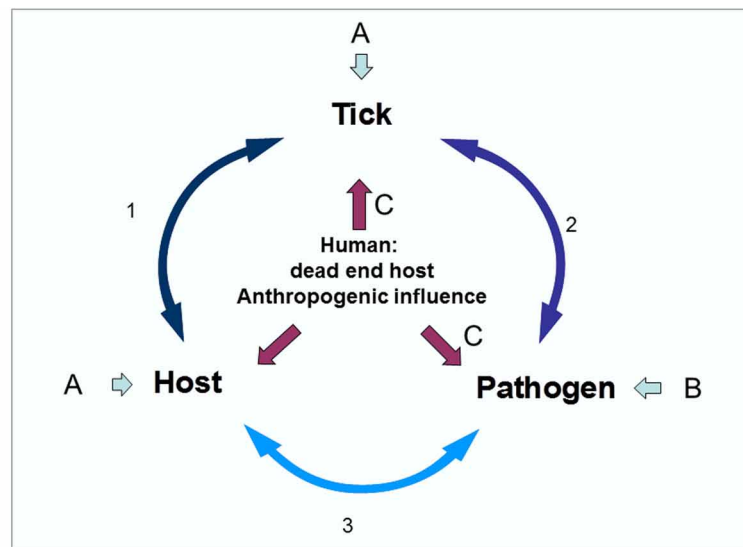 A
Tick
1
C
2
Human:
dead end host
Anthropogenic influence
C
A
Host
Pathogen
B
3